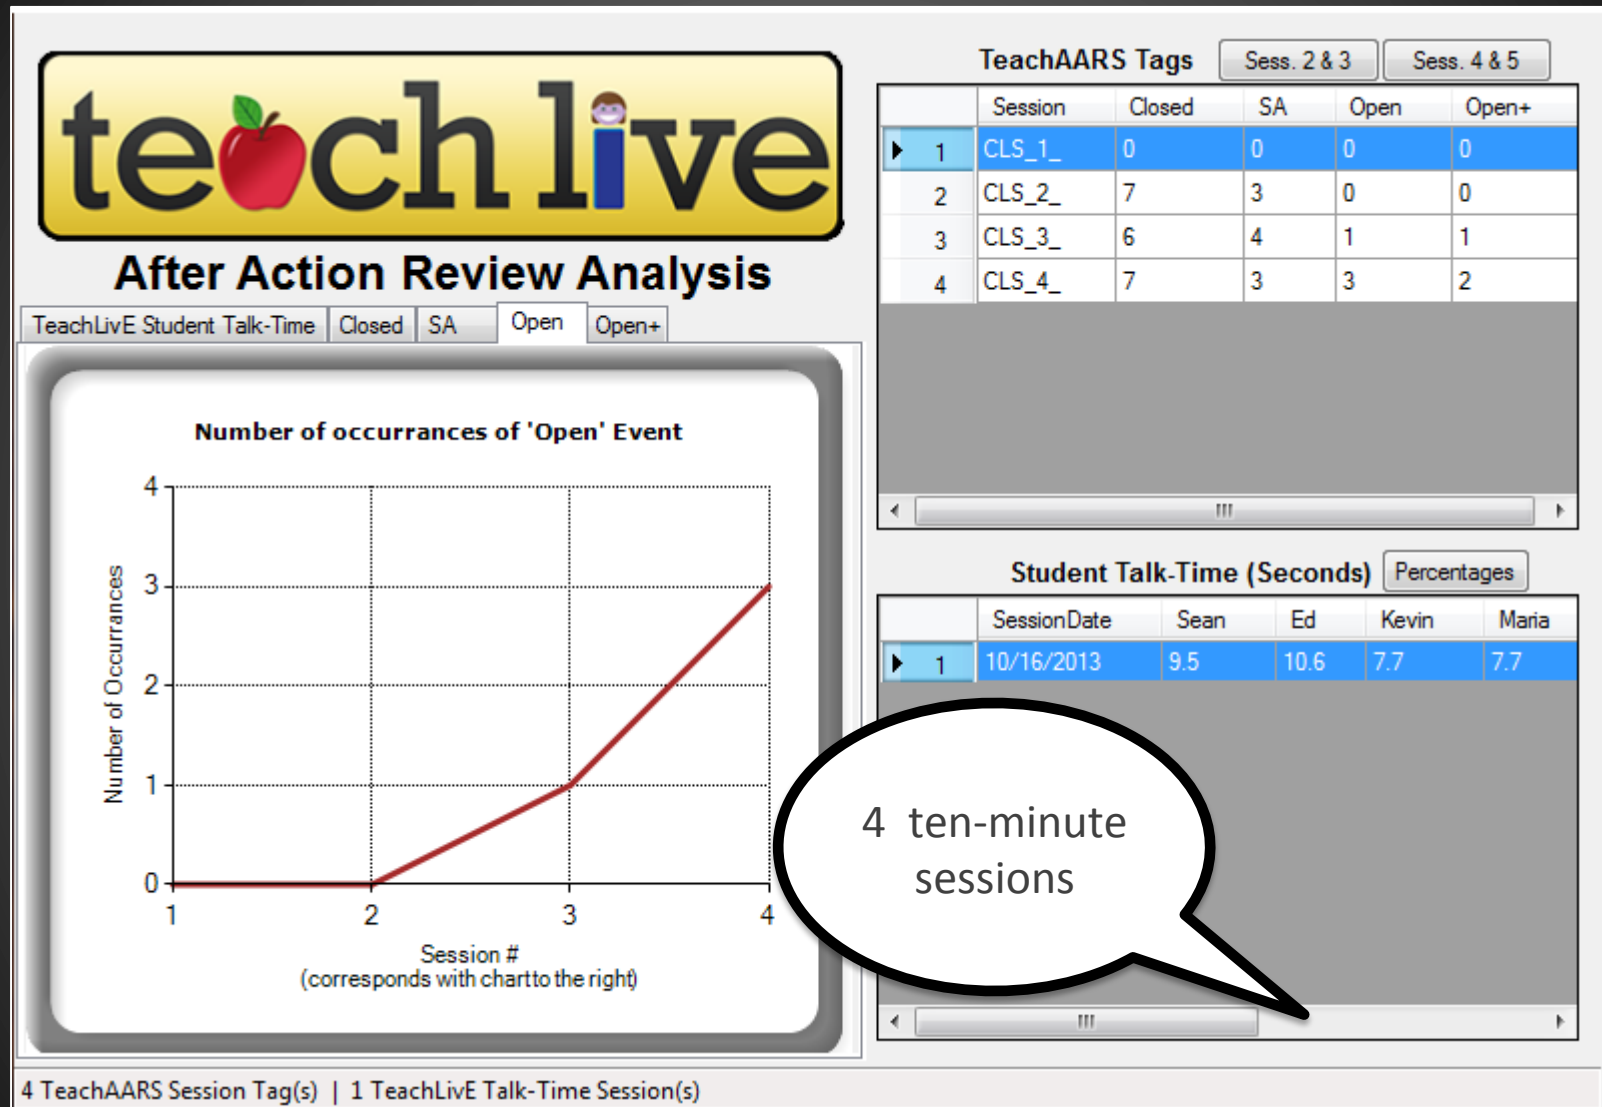 teach live
After Action Review Analysis
TeachLivE Student Talk-Time Closed SA Open Open+
Number of occurrances of 'Open' Event
Number of Occurrances
4
3
2
1
0
1 2 3 4
Session #
(corresponds with chart to the right)
TeachAARS Tags Sess. 2 & 3 Sess. 4 & 5
Session Closed SA Open Open+
1 CLS_1_ 0 0 0 0
2 CLS_2_ 7 3 0 0
3 CLS_3_ 6 4 1 1
4 CLS_4_ 7 3 3 2
Student Talk-Time (Seconds) Percentages
SessionDate Sean Ed Kevin Maria
1 10/16/2013 9.5 10.6 7.7 7.7
4 ten-minute
sessions
4 TeachAARS Session Tag(s) | 1 TeachLivE Talk-Time Session(s)